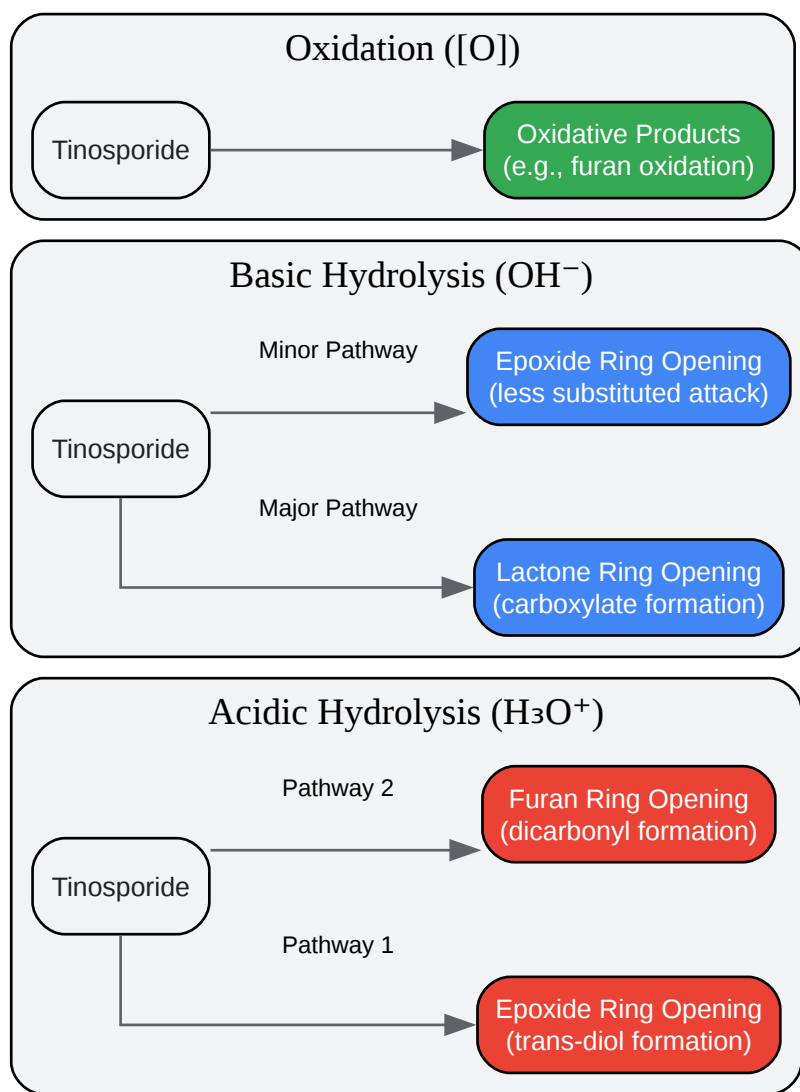 Oxidation ([O])
Tinosporide
Oxidative Products
(e.g., furan oxidation)
Basic Hydrolysis (OH⁻)
Minor Pathway
Epoxide Ring Opening
(less substituted attack)
Tinosporide
Major Pathway
Lactone Ring Opening
(carboxylate formation)
Acidic Hydrolysis (H₃O⁺)
Pathway 2
Furan Ring Opening
(dicarbonyl formation)
Tinosporide
Pathway 1
Epoxide Ring Opening
(trans-diol formation)